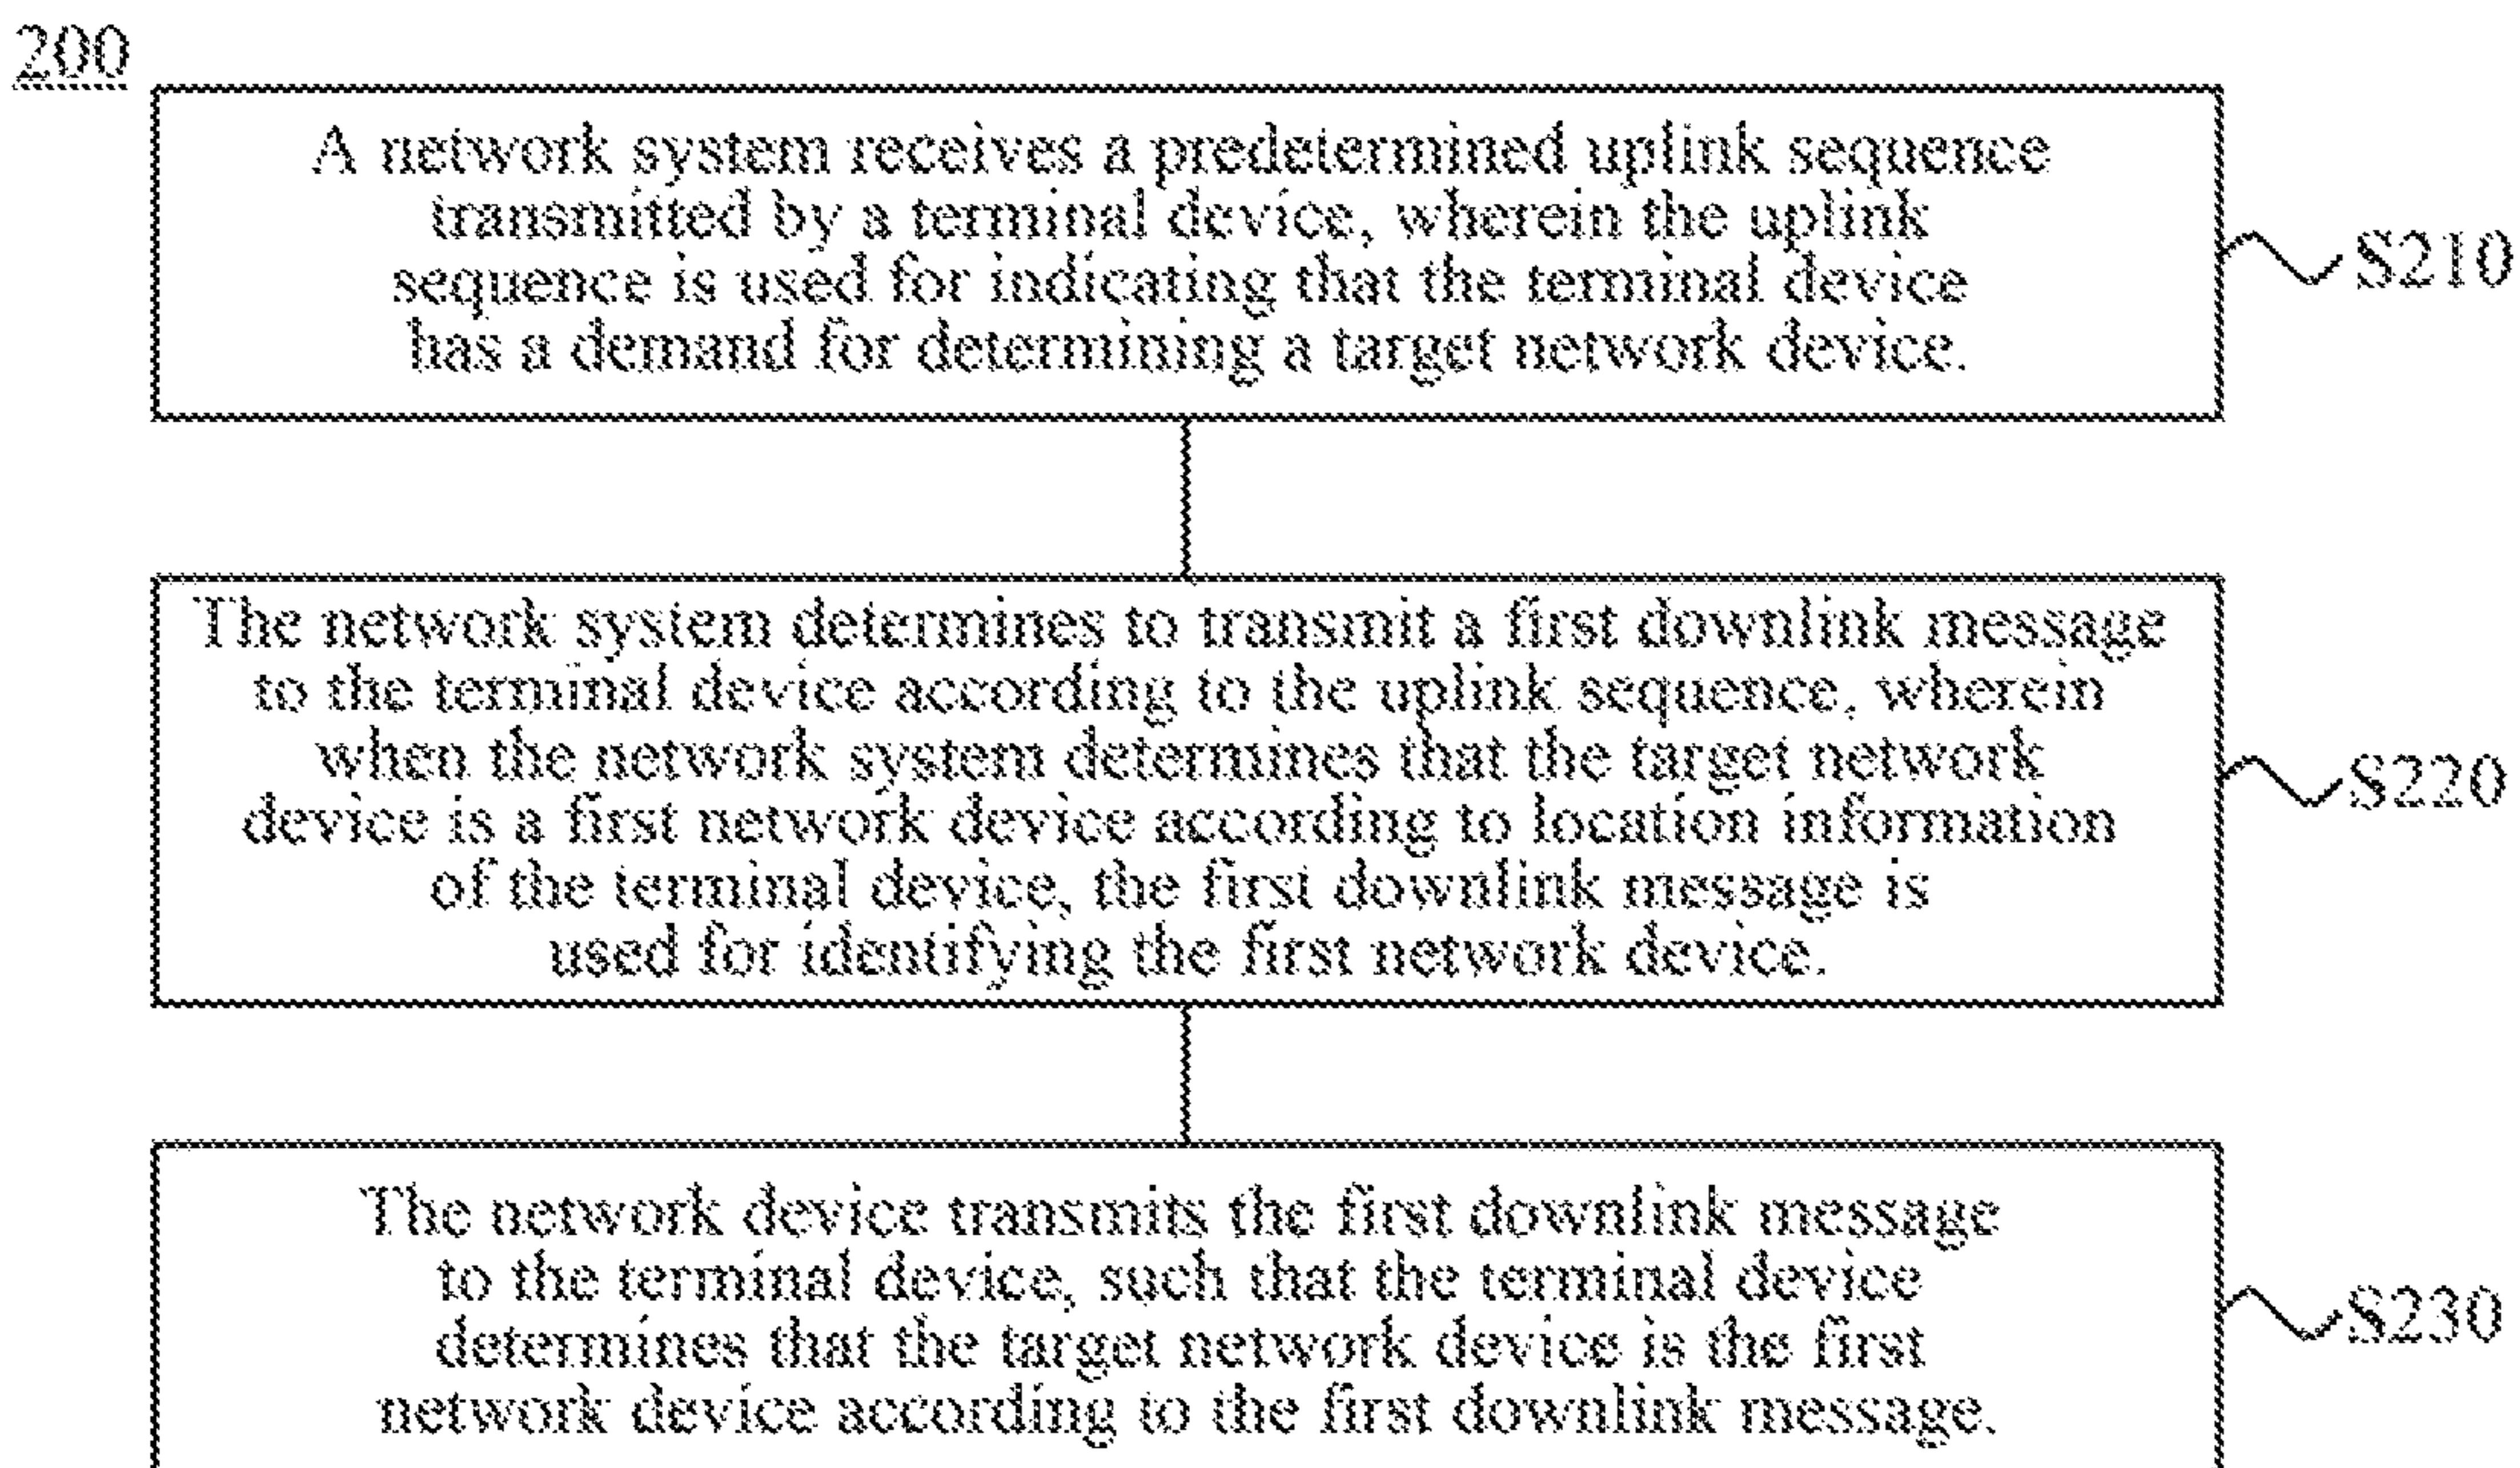 200
A network system receives a predetermined uplink sequence
transmitted by a terminal device, wherein the uplink
sequence is used for indicating that the terminal device
has a demand for determining a target network device.
S210
The network system determines to transmit a first downlink message
to the terminal device according to the uplink sequence, wherein
when the network system determines that the target network
device is a first network device according to location information
of the terminal device, the first downlink message is
used for identifying the first network device.
S220
The network device transmits the first downlink message
to the terminal device, such that the terminal device
determines that the target network device is the first
network device according to the first downlink message.
S230